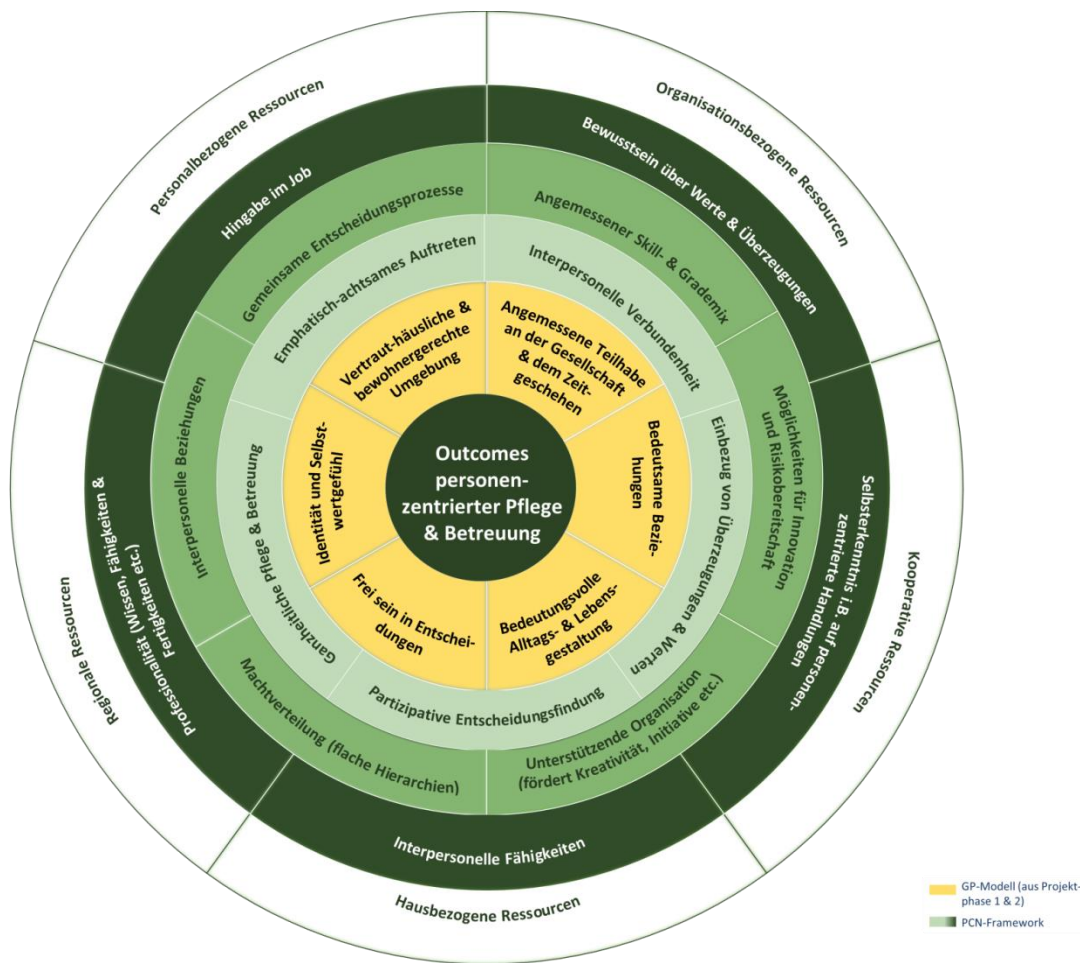 Personalbezogene Ressourcen
Organisationsbezogene Ressourcen
Kooperative Ressourcen
Hausbezogene Ressourcen
Regionale Ressourcen
Hingabe im Job
Bewusstsein über Werte & Überzeugungen
Selbsterkenntnis i.B. auf personen-
zentrierte Handlungen
Interpersonelle Fähigkeiten
Professionalität (Wissen, Fähigkeiten &
Fertigkeiten etc.)
Gemeinsame Entscheidungsprozesse
Angemessener Skill- & Grademix
Möglichkeiten für Innovation
und Risikobereitschaft
Unterstützende Organisation
(fördert Kreativität, Initiative etc.)
Machtverteilung (flache Hierarchien)
Interpersonelle Beziehungen
Emphatisch-achtsames Auftreten
Interpersonelle Verbundenheit
Einbezug von Überzeugungen & Werten
Partizipative Entscheidungsfindung
Ganzheitliche Pflege & Betreuung
Vertraut-häusliche &
bewohnergerechte
Umgebung
Angemessene Teilhabe
an der Gesellschaft
& dem Zeit-
geschehen
Bedeutsame Bezie-
hungen
Bedeutungsvolle
Alltags- & Lebens-
gestaltung
Frei sein in Entschei-
dungen
Identität und Selbst-
wertgefühl
Outcomes
personen-
zentrierter Pflege
& Betreuung
GP-Modell (aus Projekt-
phase 1 & 2)
PCN-Framework